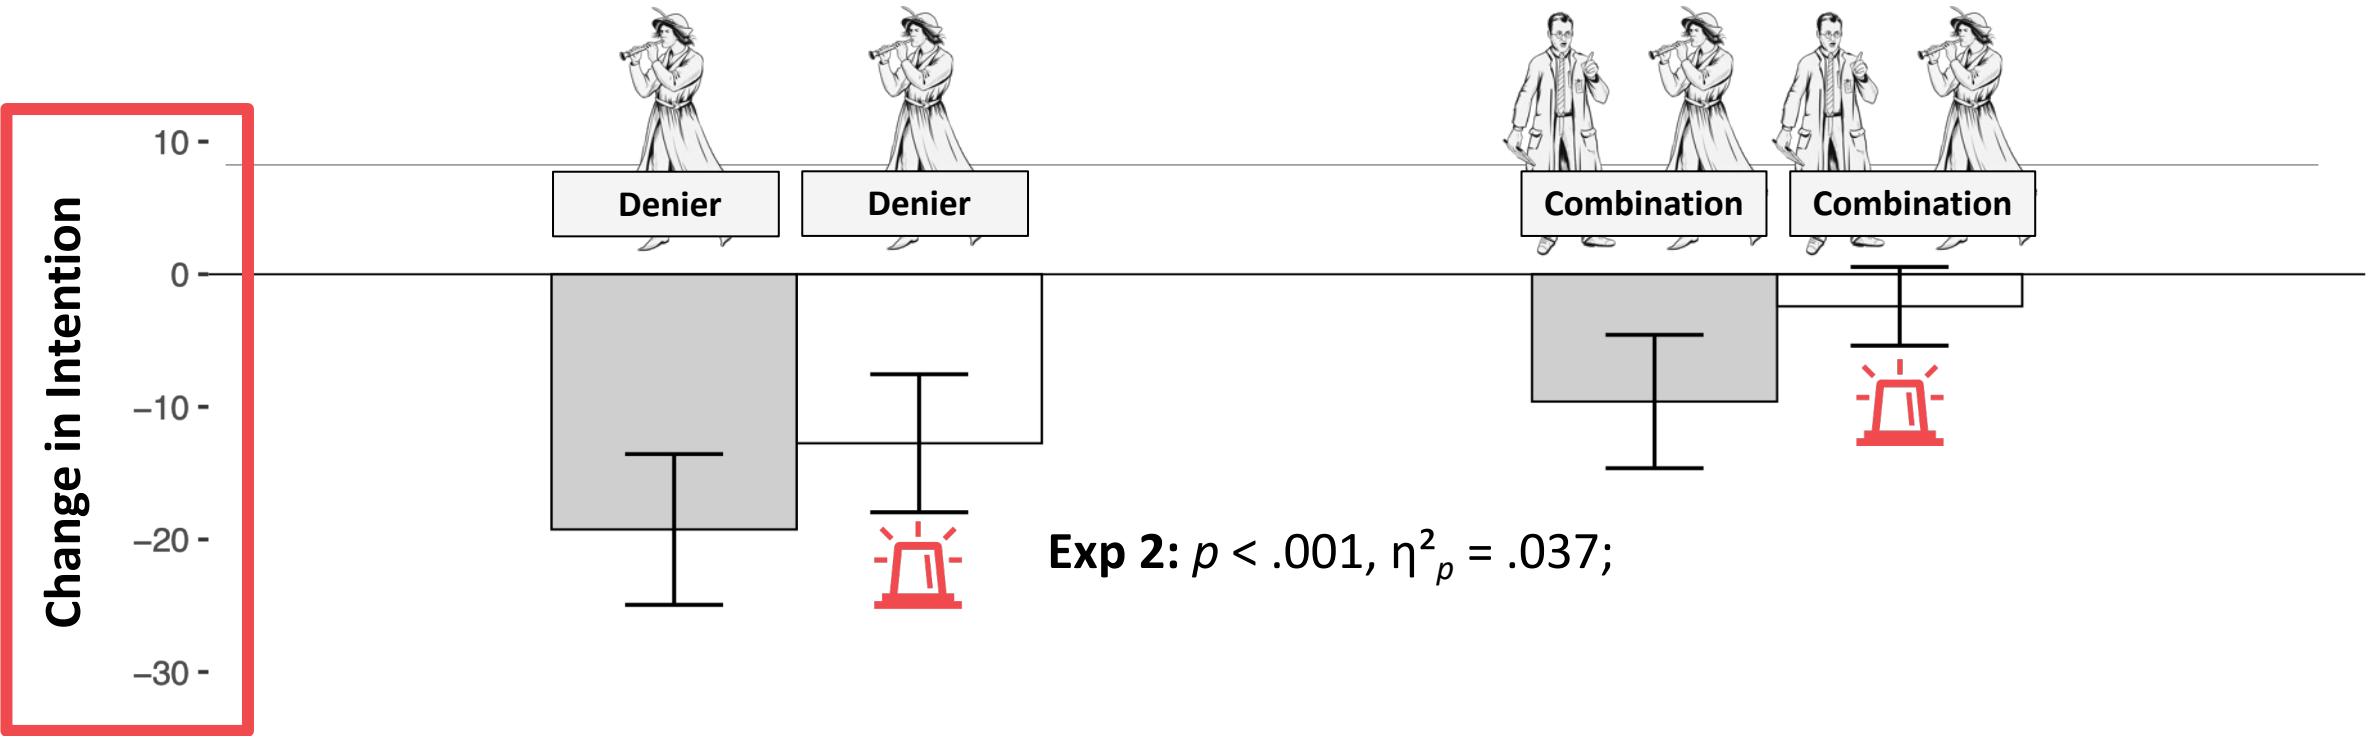 Change in Intention
10
0
−10
−20
−30
Denier
Denier
Combination
Combination
Exp 2: p < .001, η²p = .037;